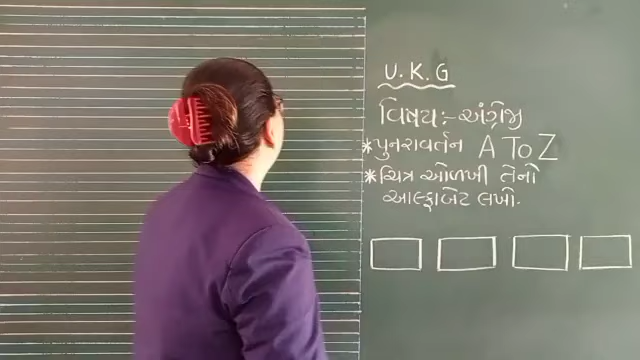 U.K.G
વિષય:- અંગ્રેજી
*પુનરાવર્તન A To Z
*ચિત્ર ઓળખી તેનો
આલ્ફાબેટ લખો.